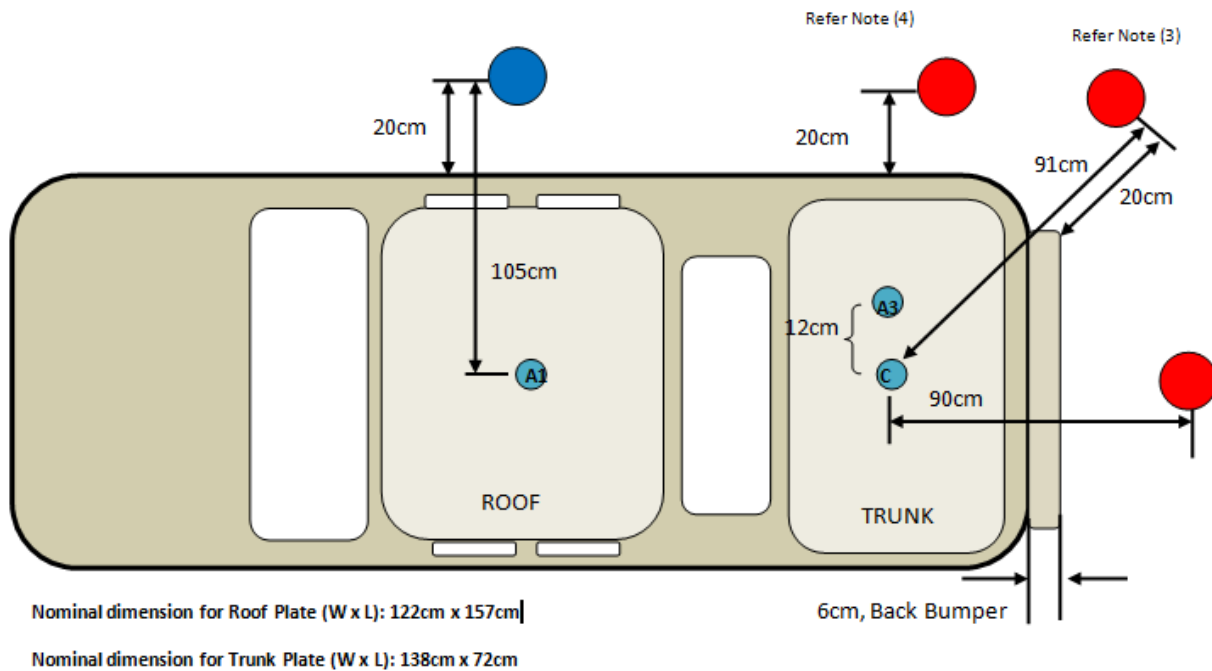 Refer Note (4)
Refer Note (3)
20cm
20cm
91cm
20cm
105cm
A3
12cm
A1
C
90cm
ROOF
TRUNK
6cm, Back Bumper
Nominal dimension for Roof Plate (W x L): 122cm x 157cm
Nominal dimension for Trunk Plate (W x L): 138cm x 72cm